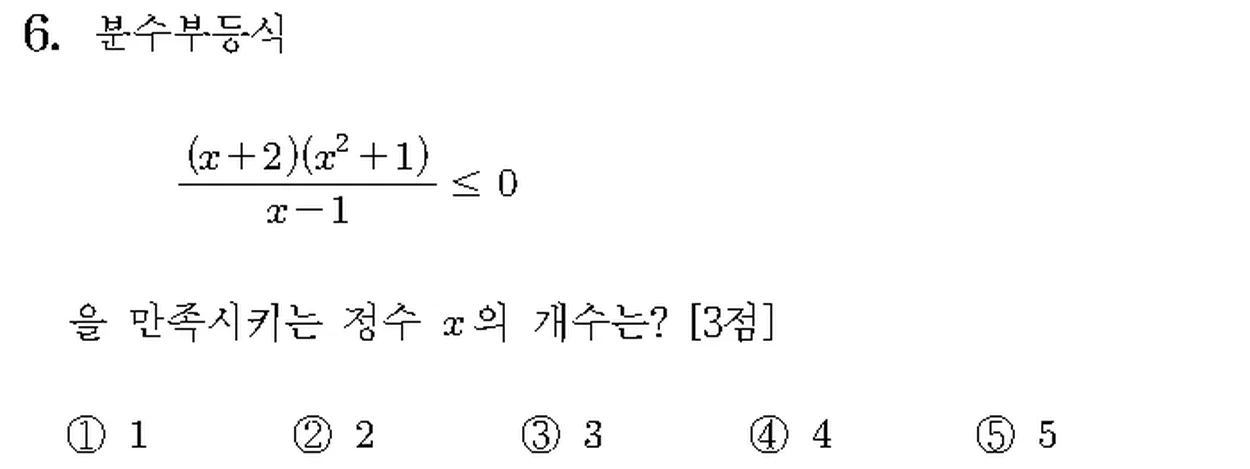 6. 분수부등식
(x+2)(x²+1)
x-1
≤ 0
을 만족시키는 정수 x의 개수는? [3점]
① 1 ② 2 ③ 3 ④ 4 ⑤ 5